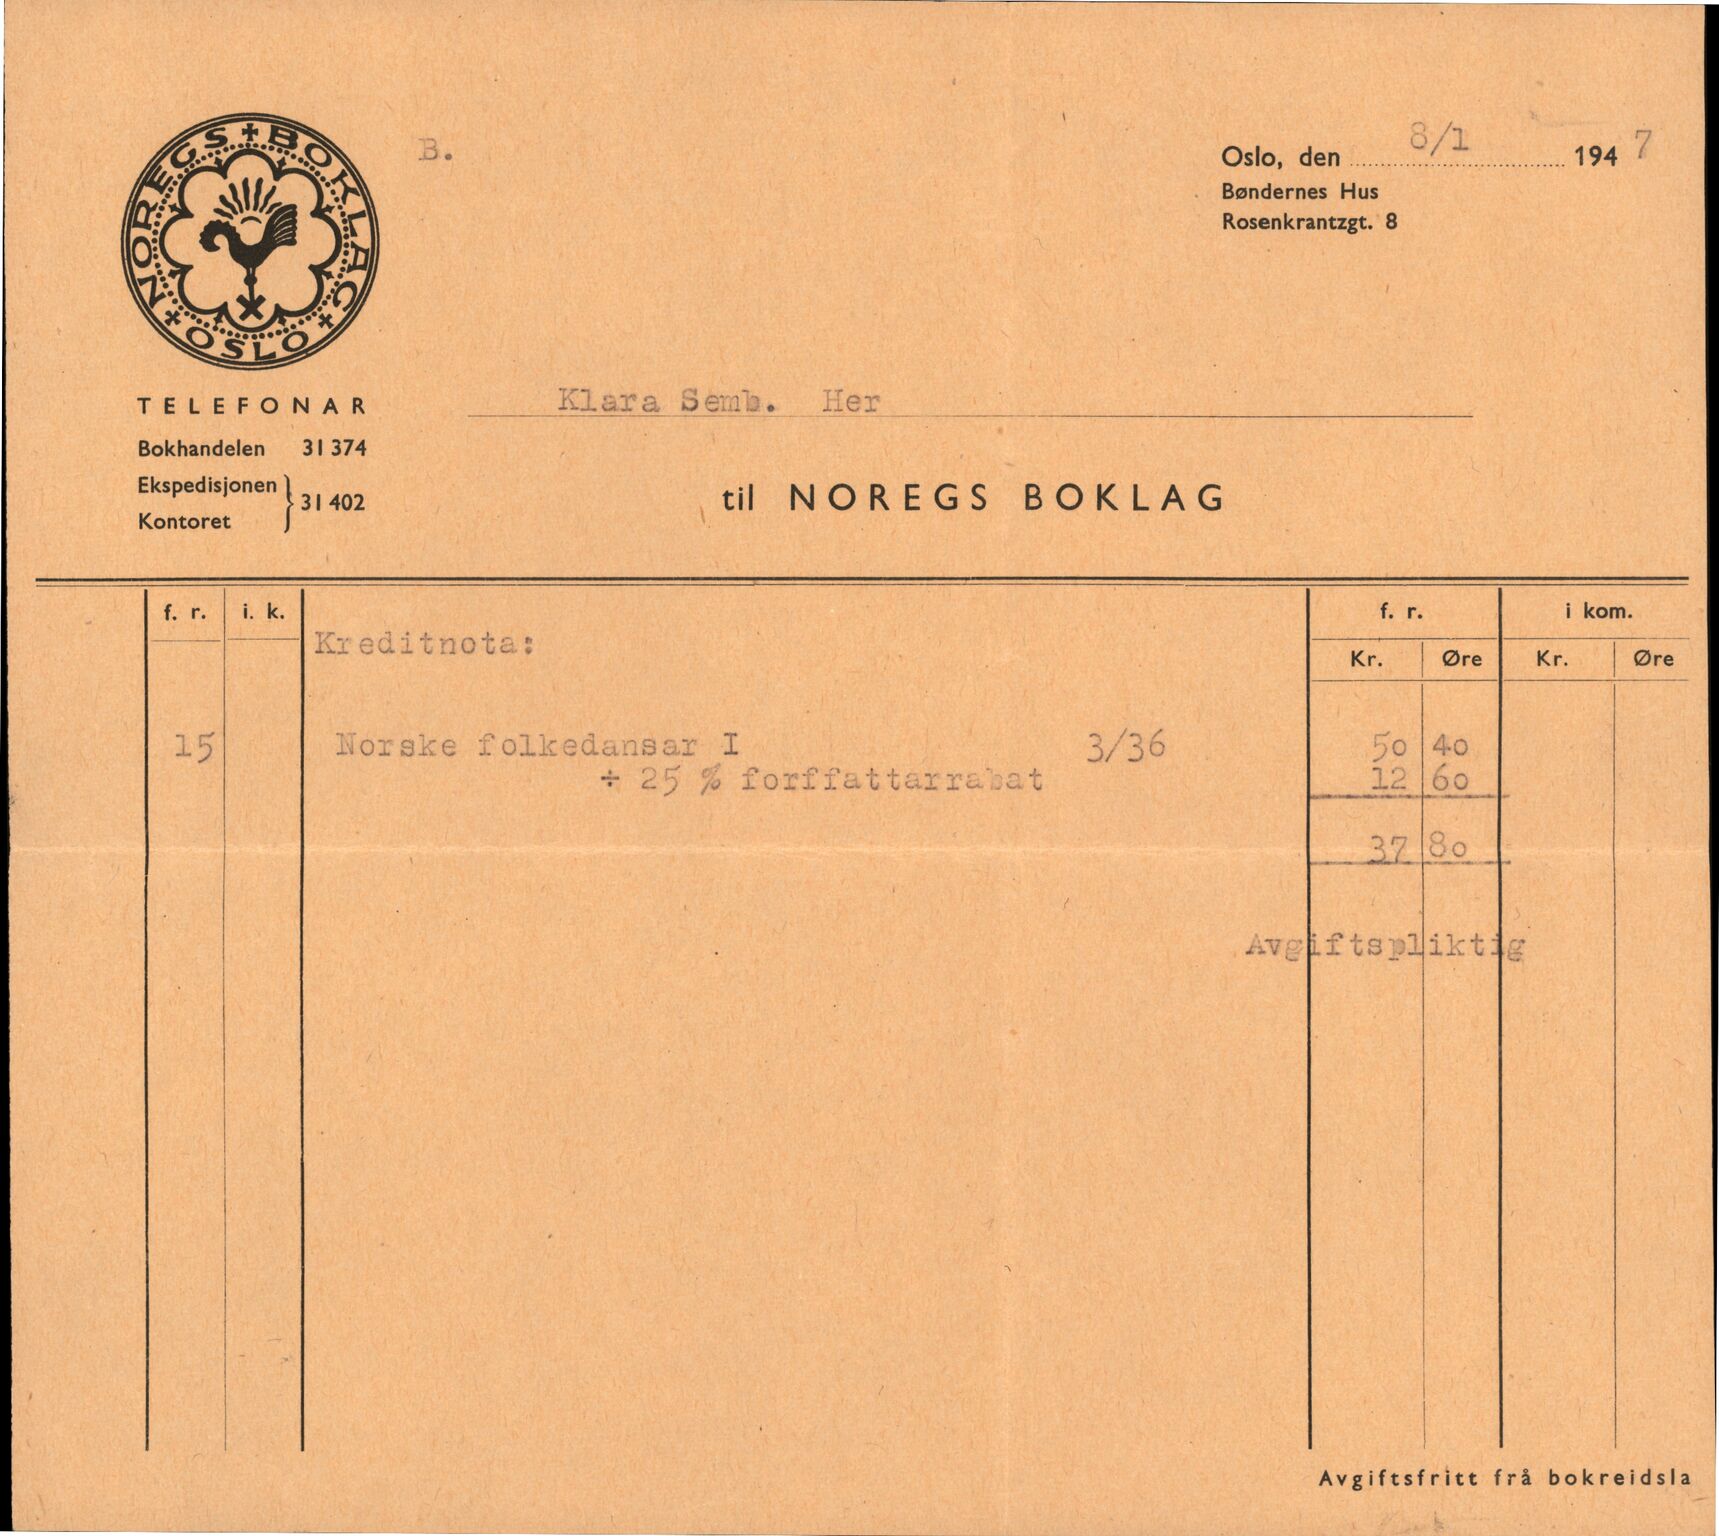 NOREGS BOKLAG OSLO
B.
Oslo, den 8/1 1947
Bøndernes Hus
Rosenkrantzgt. 8
TELEFONAR
Bokhandelen 31 374
Ekspedisjonen
Kontoret } 31 402
Klara Semb. Her
til NOREGS BOKLAG
f. r. i. k. f. r. i kom.
Kreditnota:
Kr. Øre Kr. Øre
15 Norske folkedansar I 3/36 50 40
÷ 25 % forffattarrabat 12 60
37 80
Avgiftspliktig
Avgiftsfritt frå bokreidsla